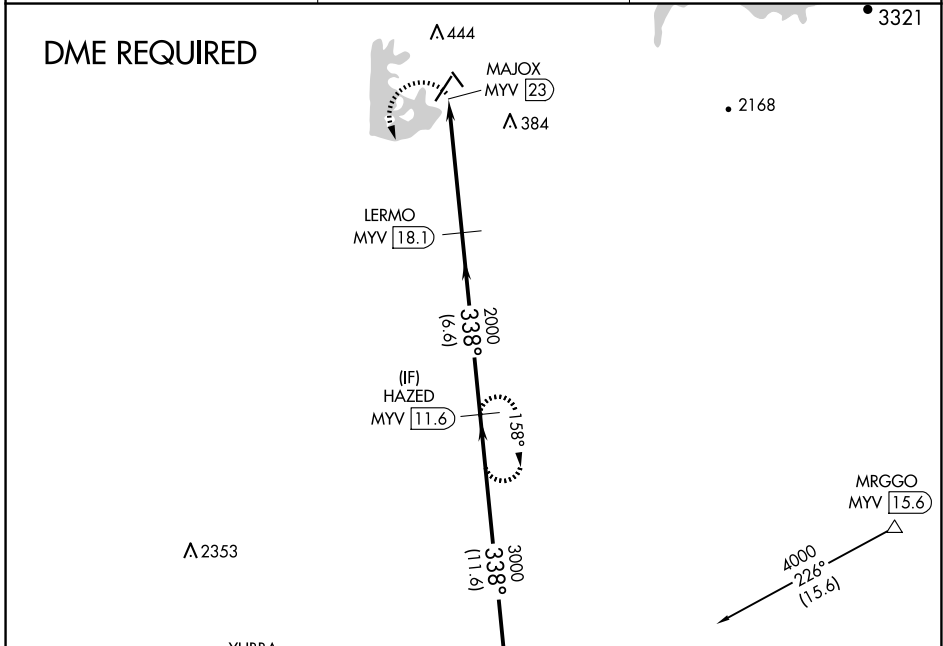 3321
444
DME REQUIRED
MAJOX
MYV 23
2168
384
LERMO
MYV 18.1
2000
338°
(6.6)
(IF)
HAZED
MYV 11.6
158°
MRGGO
MYV 15.6
2353
3000
338°
(11.6)
4000
226°
(15.6)